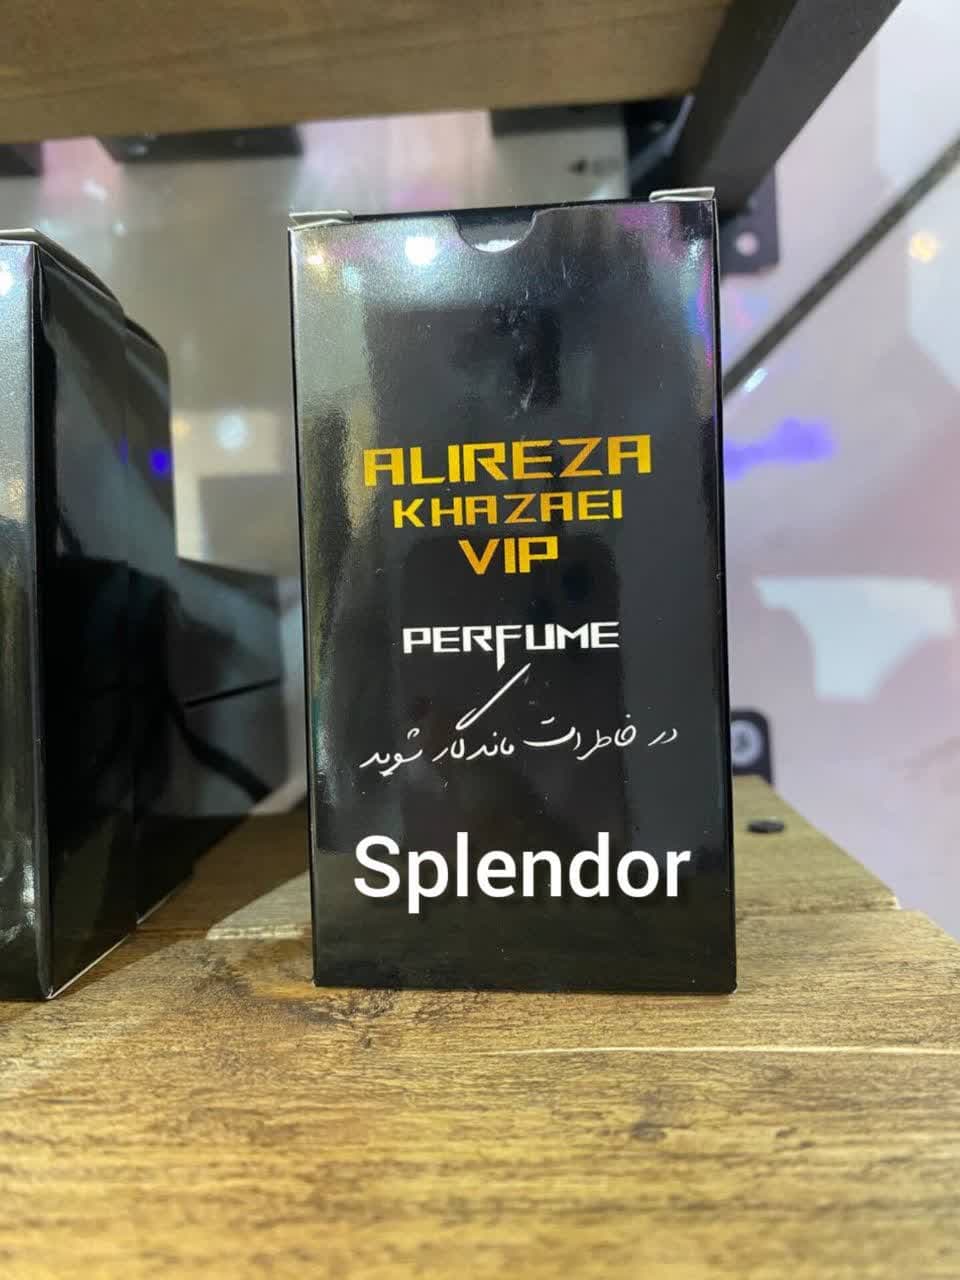 ALIREZA
KHAZAEI
VIP
PERFUME
در خاطرات ماندگار شوید
Splendor